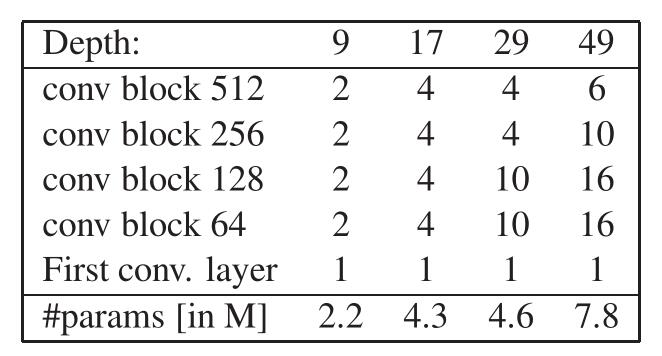 Depth: 9 17 29 49
conv block 512 2 4 4 6
conv block 256 2 4 4 10
conv block 128 2 4 10 16
conv block 64 2 4 10 16
First conv. layer 1 1 1 1
#params [in M] 2.2 4.3 4.6 7.8